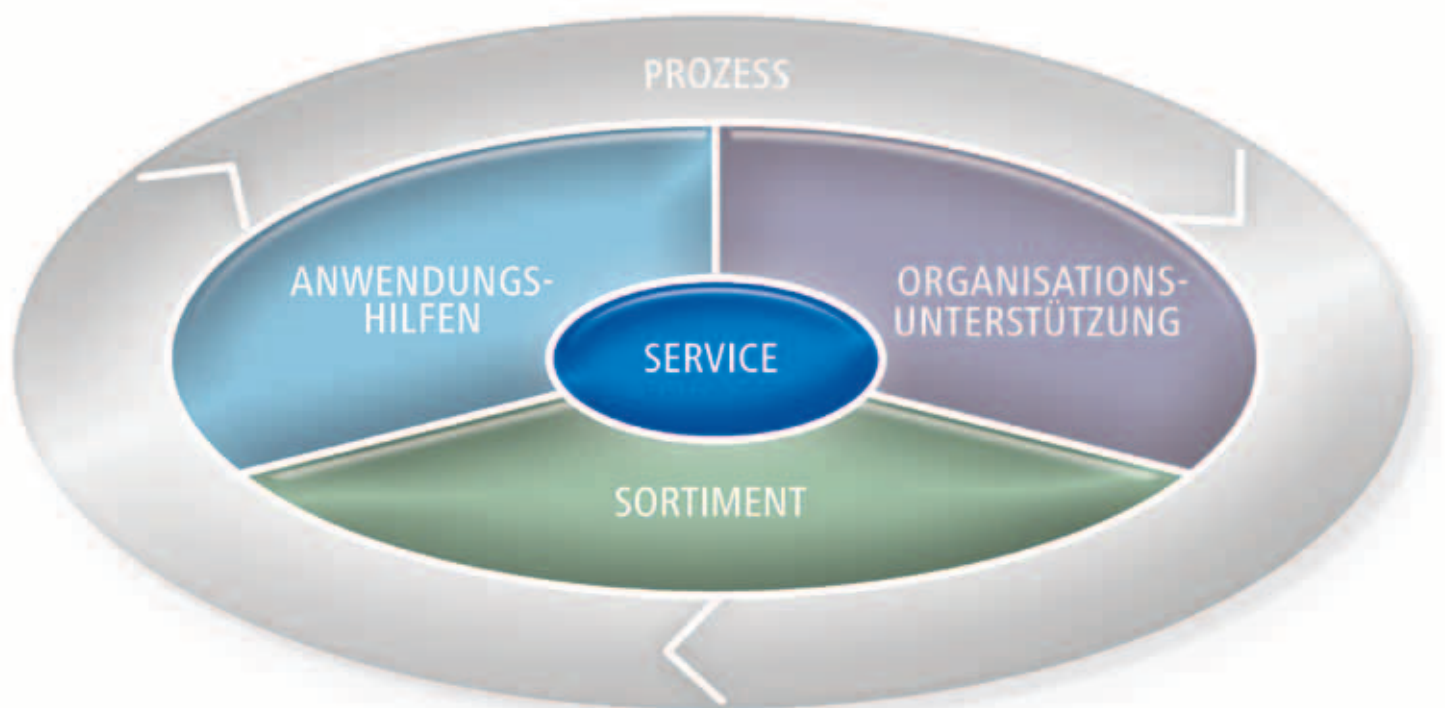 PROZESS
ANWENDUNGS-
HILFEN
ORGANISATIONS-
UNTERSTÜTZUNG
SERVICE
SORTIMENT